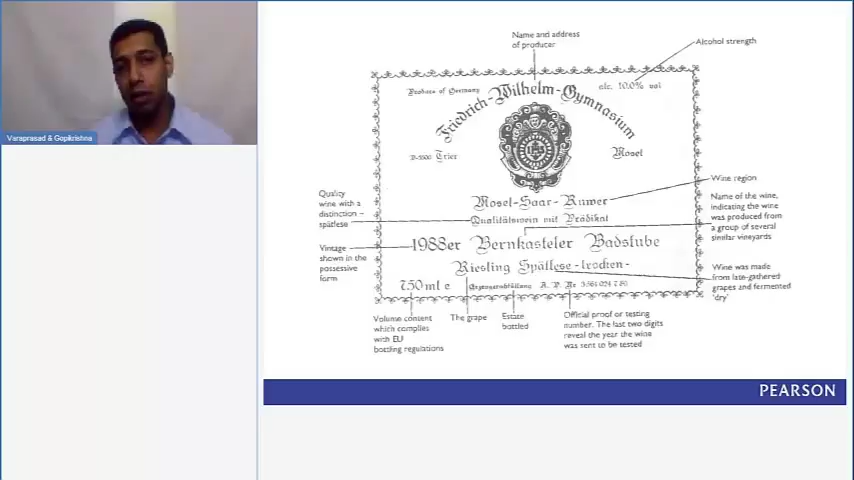 Varaprasad & Gopikrishna
Name and address
of producer
Alcohol strength
Produce of Germany
alc. 10.0% vol
Friedrich-Wilhelm-Gymnasium
Trier
Mosel
Wine region
Quality
wine with a
distinction –
spätlese
Mosel-Saar-Ruwer
Qualitätswein mit Prädikat
Name of the wine,
indicating the wine
was produced from
a group of several
similar vineyards
Vintage
shown in the
possessive
form
1988er Bernkasteler Badstube
Riesling Spätlese -trocken-
Wine was made
from late-gathered
grapes and fermented
'dry'
750 ml e
Erzeugerabfüllung
A. P. Nr
Volume content
which complies
with EU
bottling regulations
The grape
Estate
bottled
Official proof or testing
number. The last two digits
reveal the year the wine
was sent to be tested
PEARSON